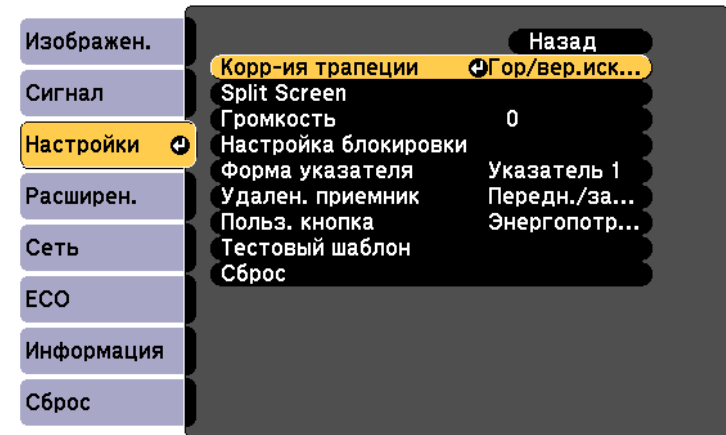 Изображен.
Сигнал
Настройки
Расширен.
Сеть
ECO
Информация
Сброс
Назад
Корр-ия трапеции Гор/вер.иск...
Split Screen
Громкость 0
Настройка блокировки
Форма указателя Указатель 1
Удален. приемник Передн./за...
Польз. кнопка Энергопотр...
Тестовый шаблон
Сброс